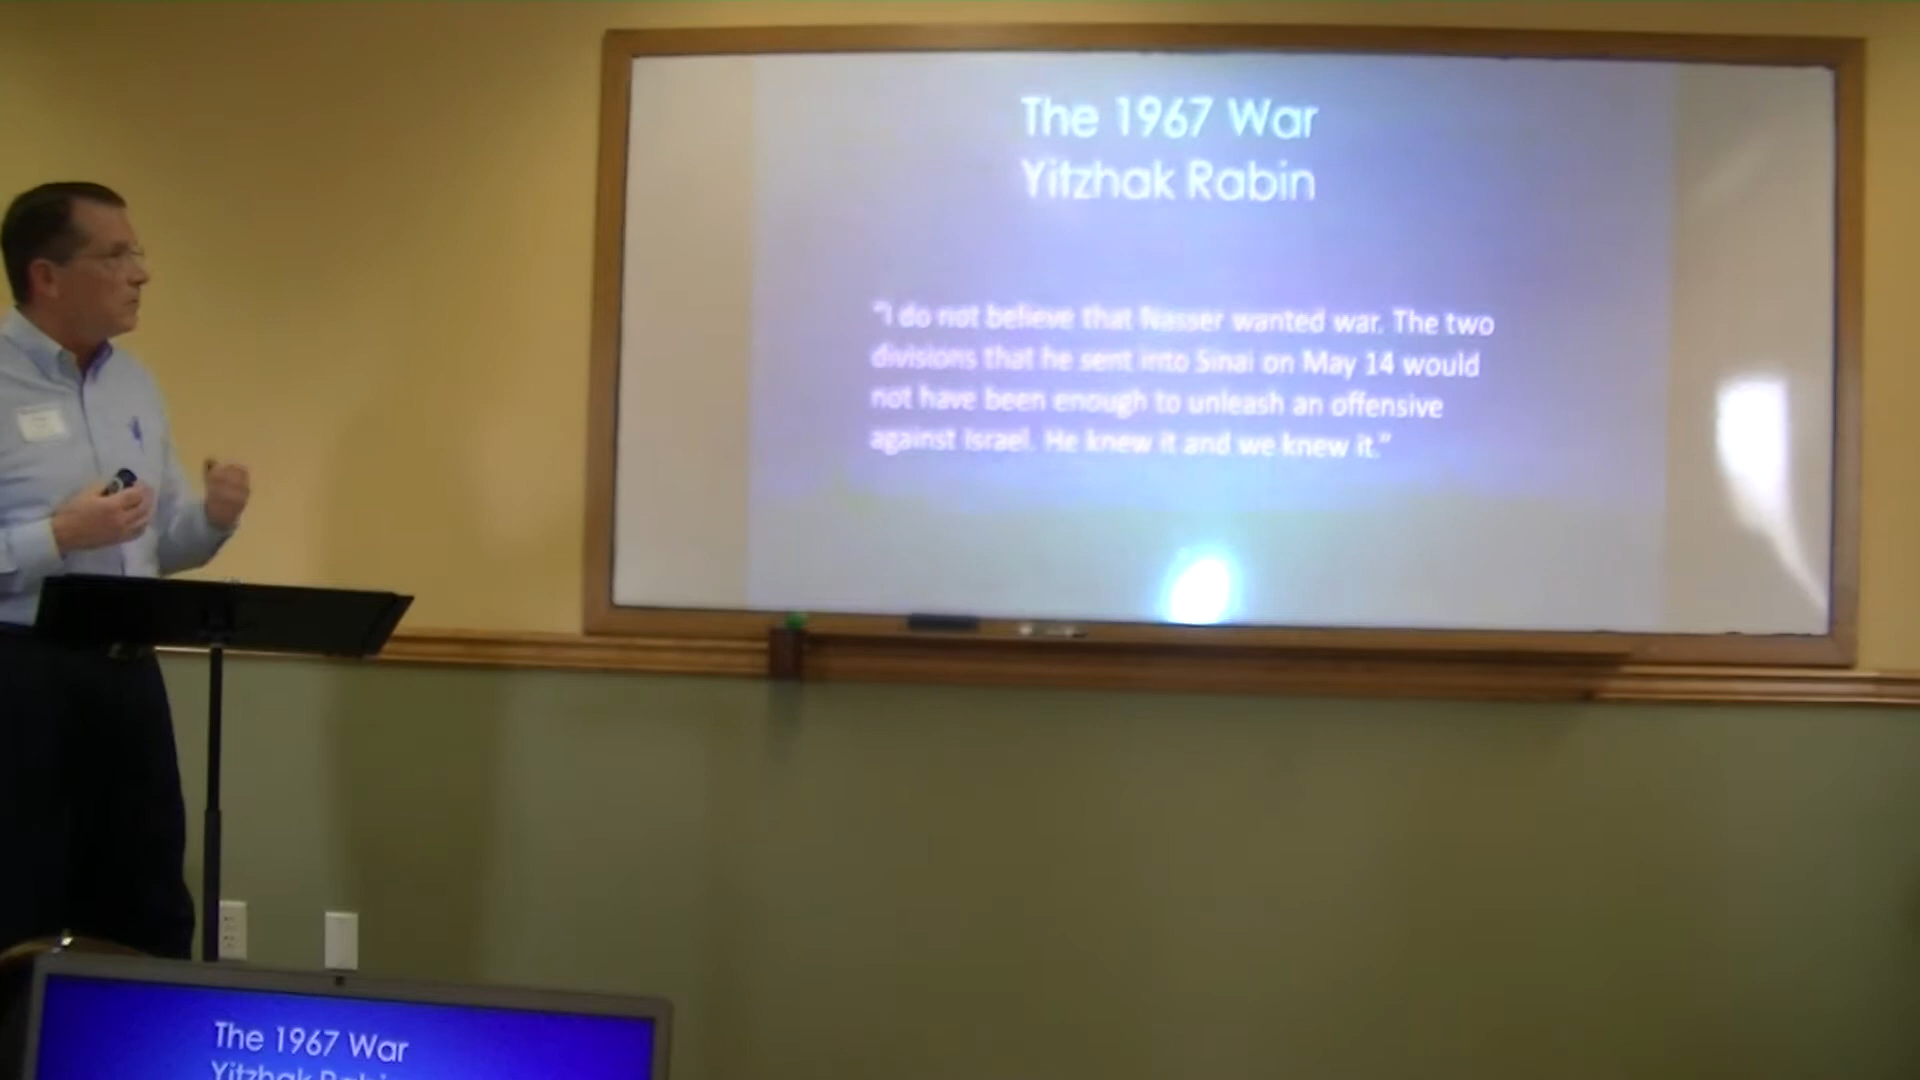 The 1967 War
Yitzhak Rabin
"I do not believe that Nasser wanted war. The two
divisions that he sent into Sinai on May 14 would
not have been enough to unleash an offensive
against Israel. He knew it and we knew it."
The 1967 War
Yitzhak Rabin